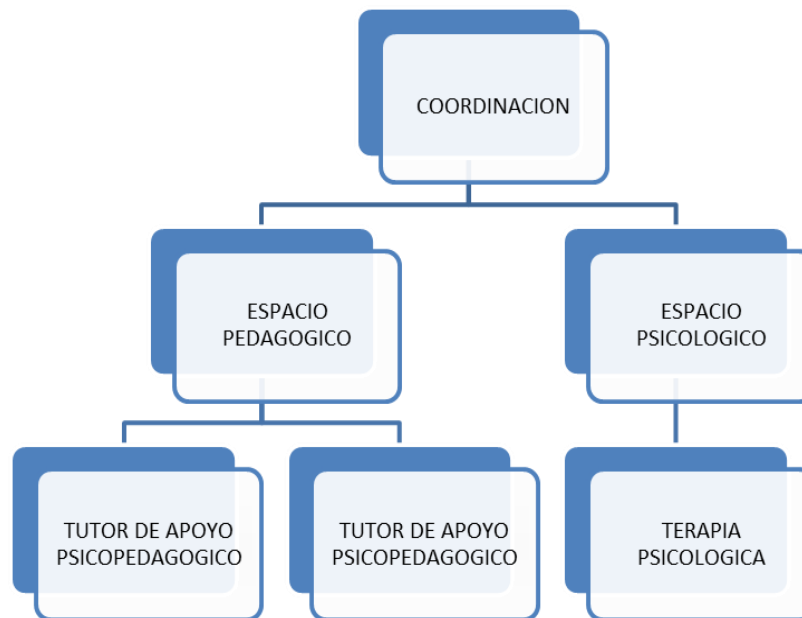 COORDINACION
ESPACIO
PEDAGOGICO
ESPACIO
PSICOLOGICO
TUTOR DE APOYO
PSICOPEDAGOGICO
TUTOR DE APOYO
PSICOPEDAGOGICO
TERAPIA
PSICOLOGICA